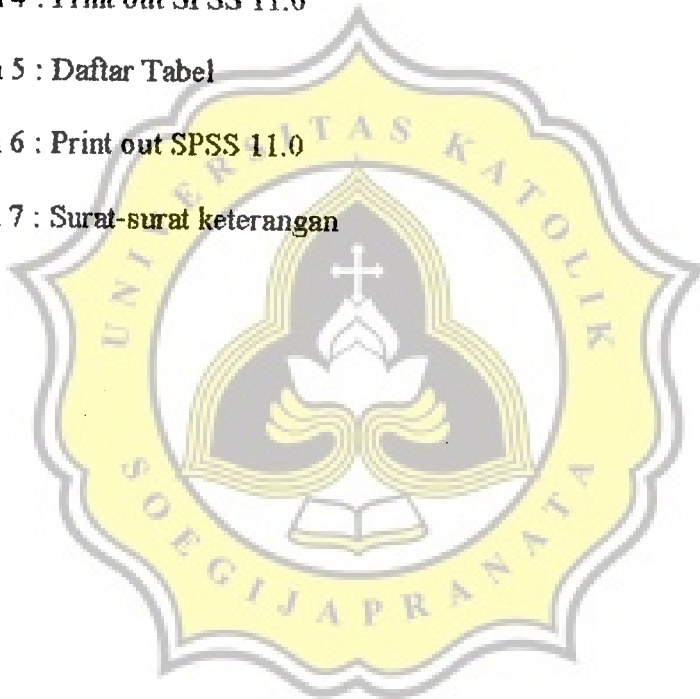 4 : Print out SPSS 11.0
5 : Daftar Tabel
6 : Print out SPSS 11.0
7 : Surat-surat keterangan
UNIVERSITAS KATOLIK
SOEGIJAPRANATA